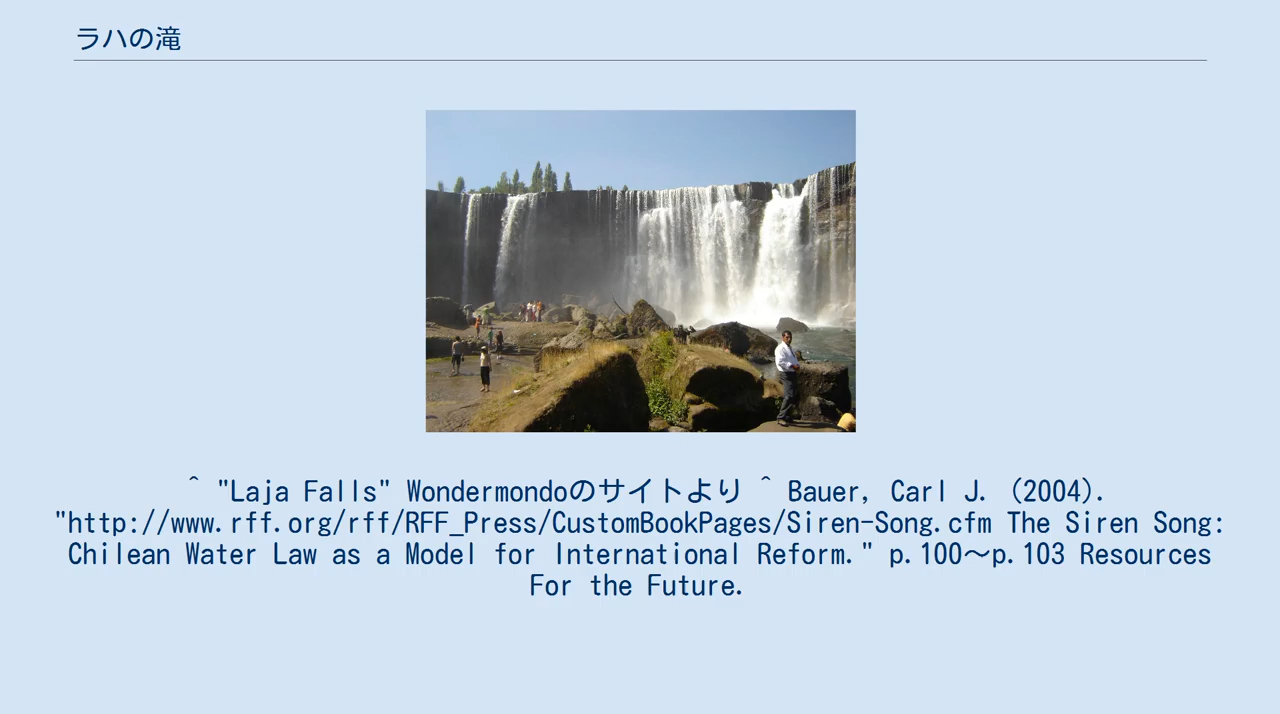 ラハの滝
^ "Laja Falls" Wondermondoのサイトより ^ Bauer, Carl J. (2004).
"http://www.rff.org/rff/RFF_Press/CustomBookPages/Siren-Song.cfm The Siren Song:
Chilean Water Law as a Model for International Reform." p.100～p.103 Resources
For the Future.